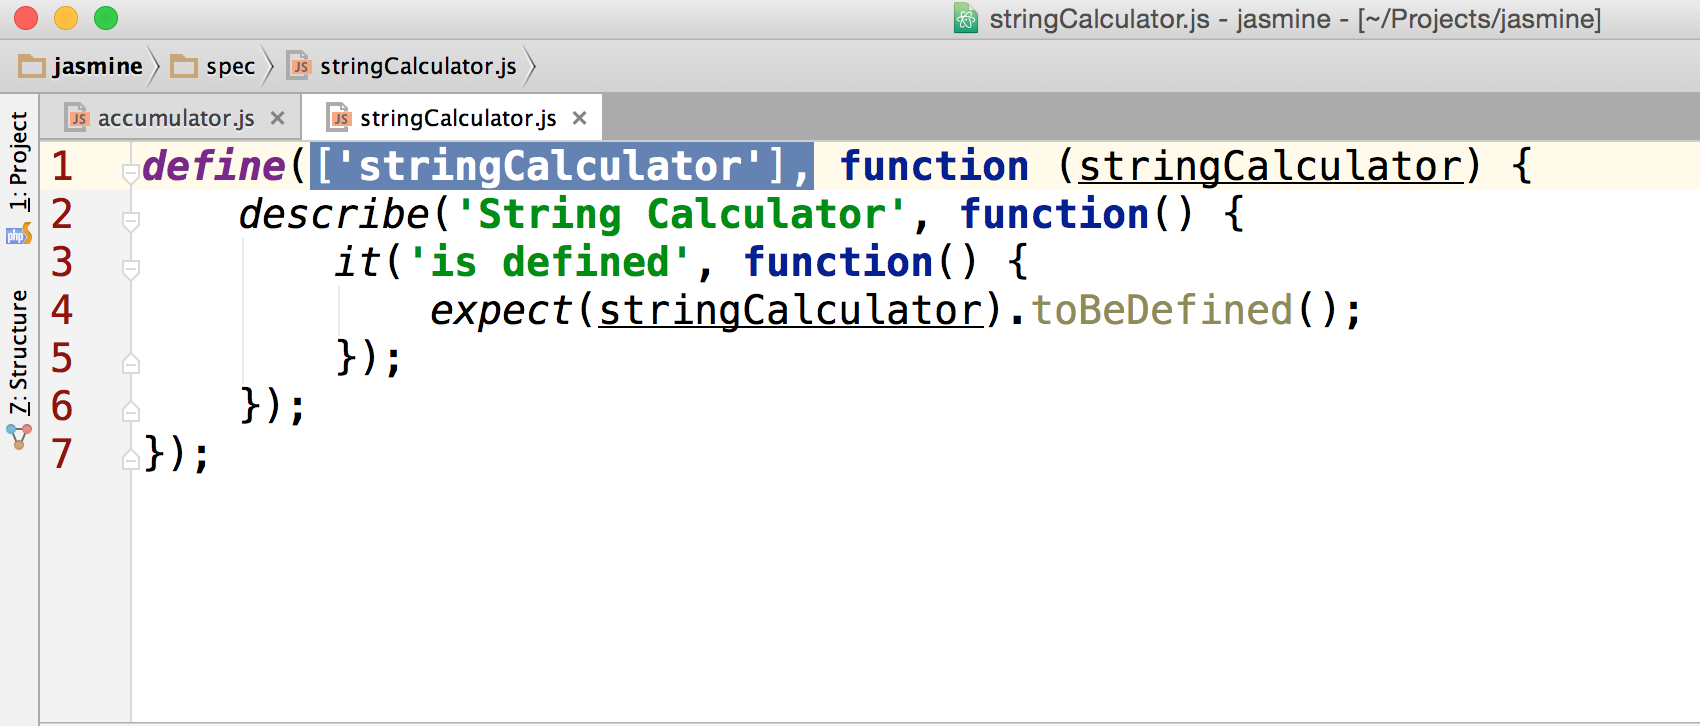 stringCalculator.js - jasmine - [~/Projects/jasmine]
jasmine spec stringCalculator.js
accumulator.js stringCalculator.js
1: Project
php
Z: Structure
1 define(['stringCalculator'], function (stringCalculator) {
2 describe('String Calculator', function() {
3 it('is defined', function() {
4 expect(stringCalculator).toBeDefined();
5 });
6 });
7 });